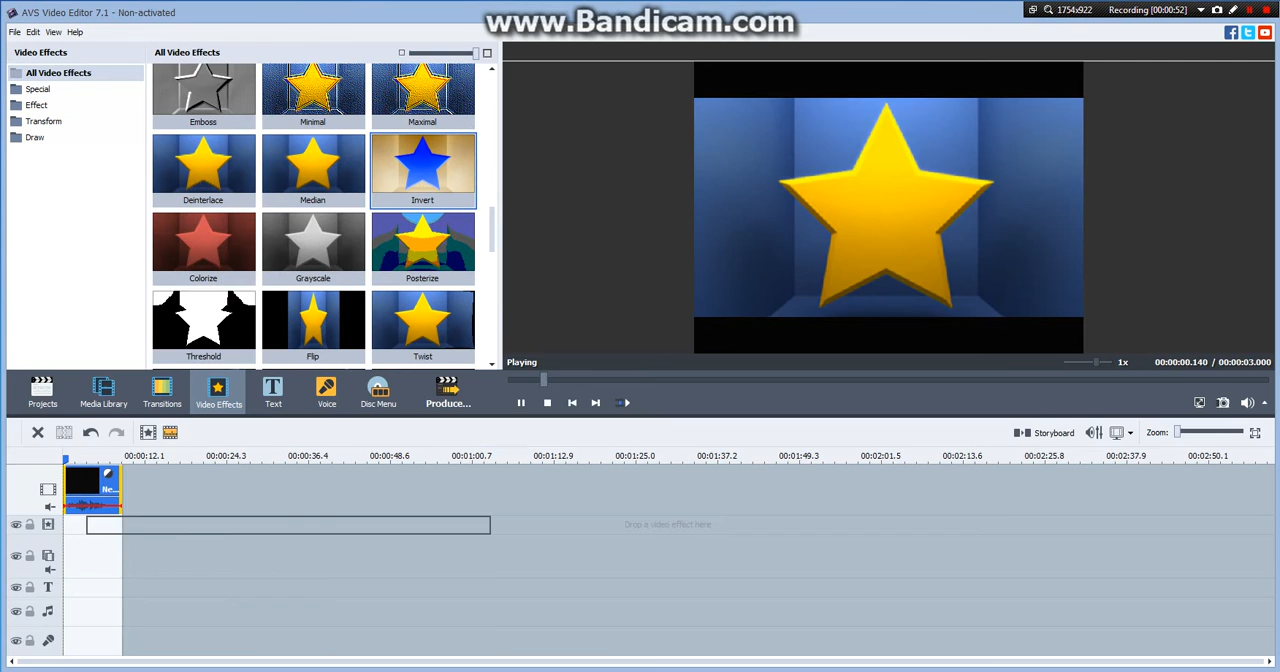 AVS Video Editor 7.1 - Non-activated
www.Bandicam.com
1754x922
Recording [00:00:52]
File Edit View Help
Video Effects
All Video Effects
All Video Effects
Special
Effect
Transform
Draw
Emboss
Minimal
Maximal
Deinterlace
Median
Invert
Colorize
Grayscale
Posterize
Threshold
Flip
Twist
Playing
1x
00:00:00.140 / 00:00:03.000
Projects
Media Library
Transitions
Video Effects
Text
Voice
Disc Menu
Produce...
Storyboard
Zoom:
00:00:12.1 00:00:24.3 00:00:36.4 00:00:48.6 00:01:00.7 00:01:12.9 00:01:25.0 00:01:37.2 00:01:49.3 00:02:01.5 00:02:13.6 00:02:25.8 00:02:37.9 00:02:50.1
Ne...
Drop a video effect here
T